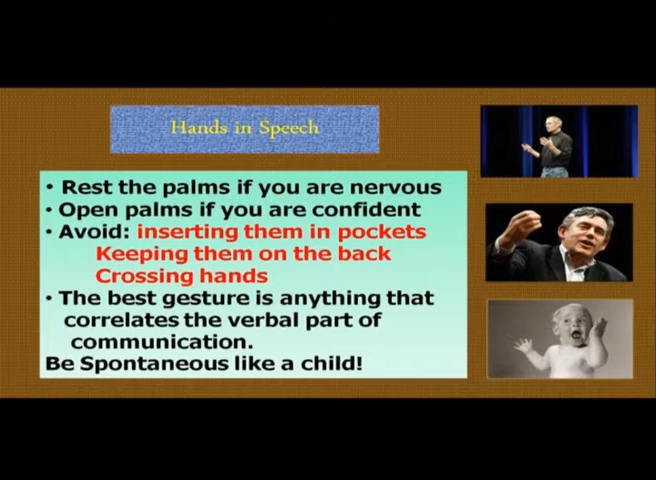 Hands in Speech
• Rest the palms if you are nervous
• Open palms if you are confident
• Avoid: inserting them in pockets
Keeping them on the back
Crossing hands
• The best gesture is anything that
correlates the verbal part of
communication.
Be Spontaneous like a child!